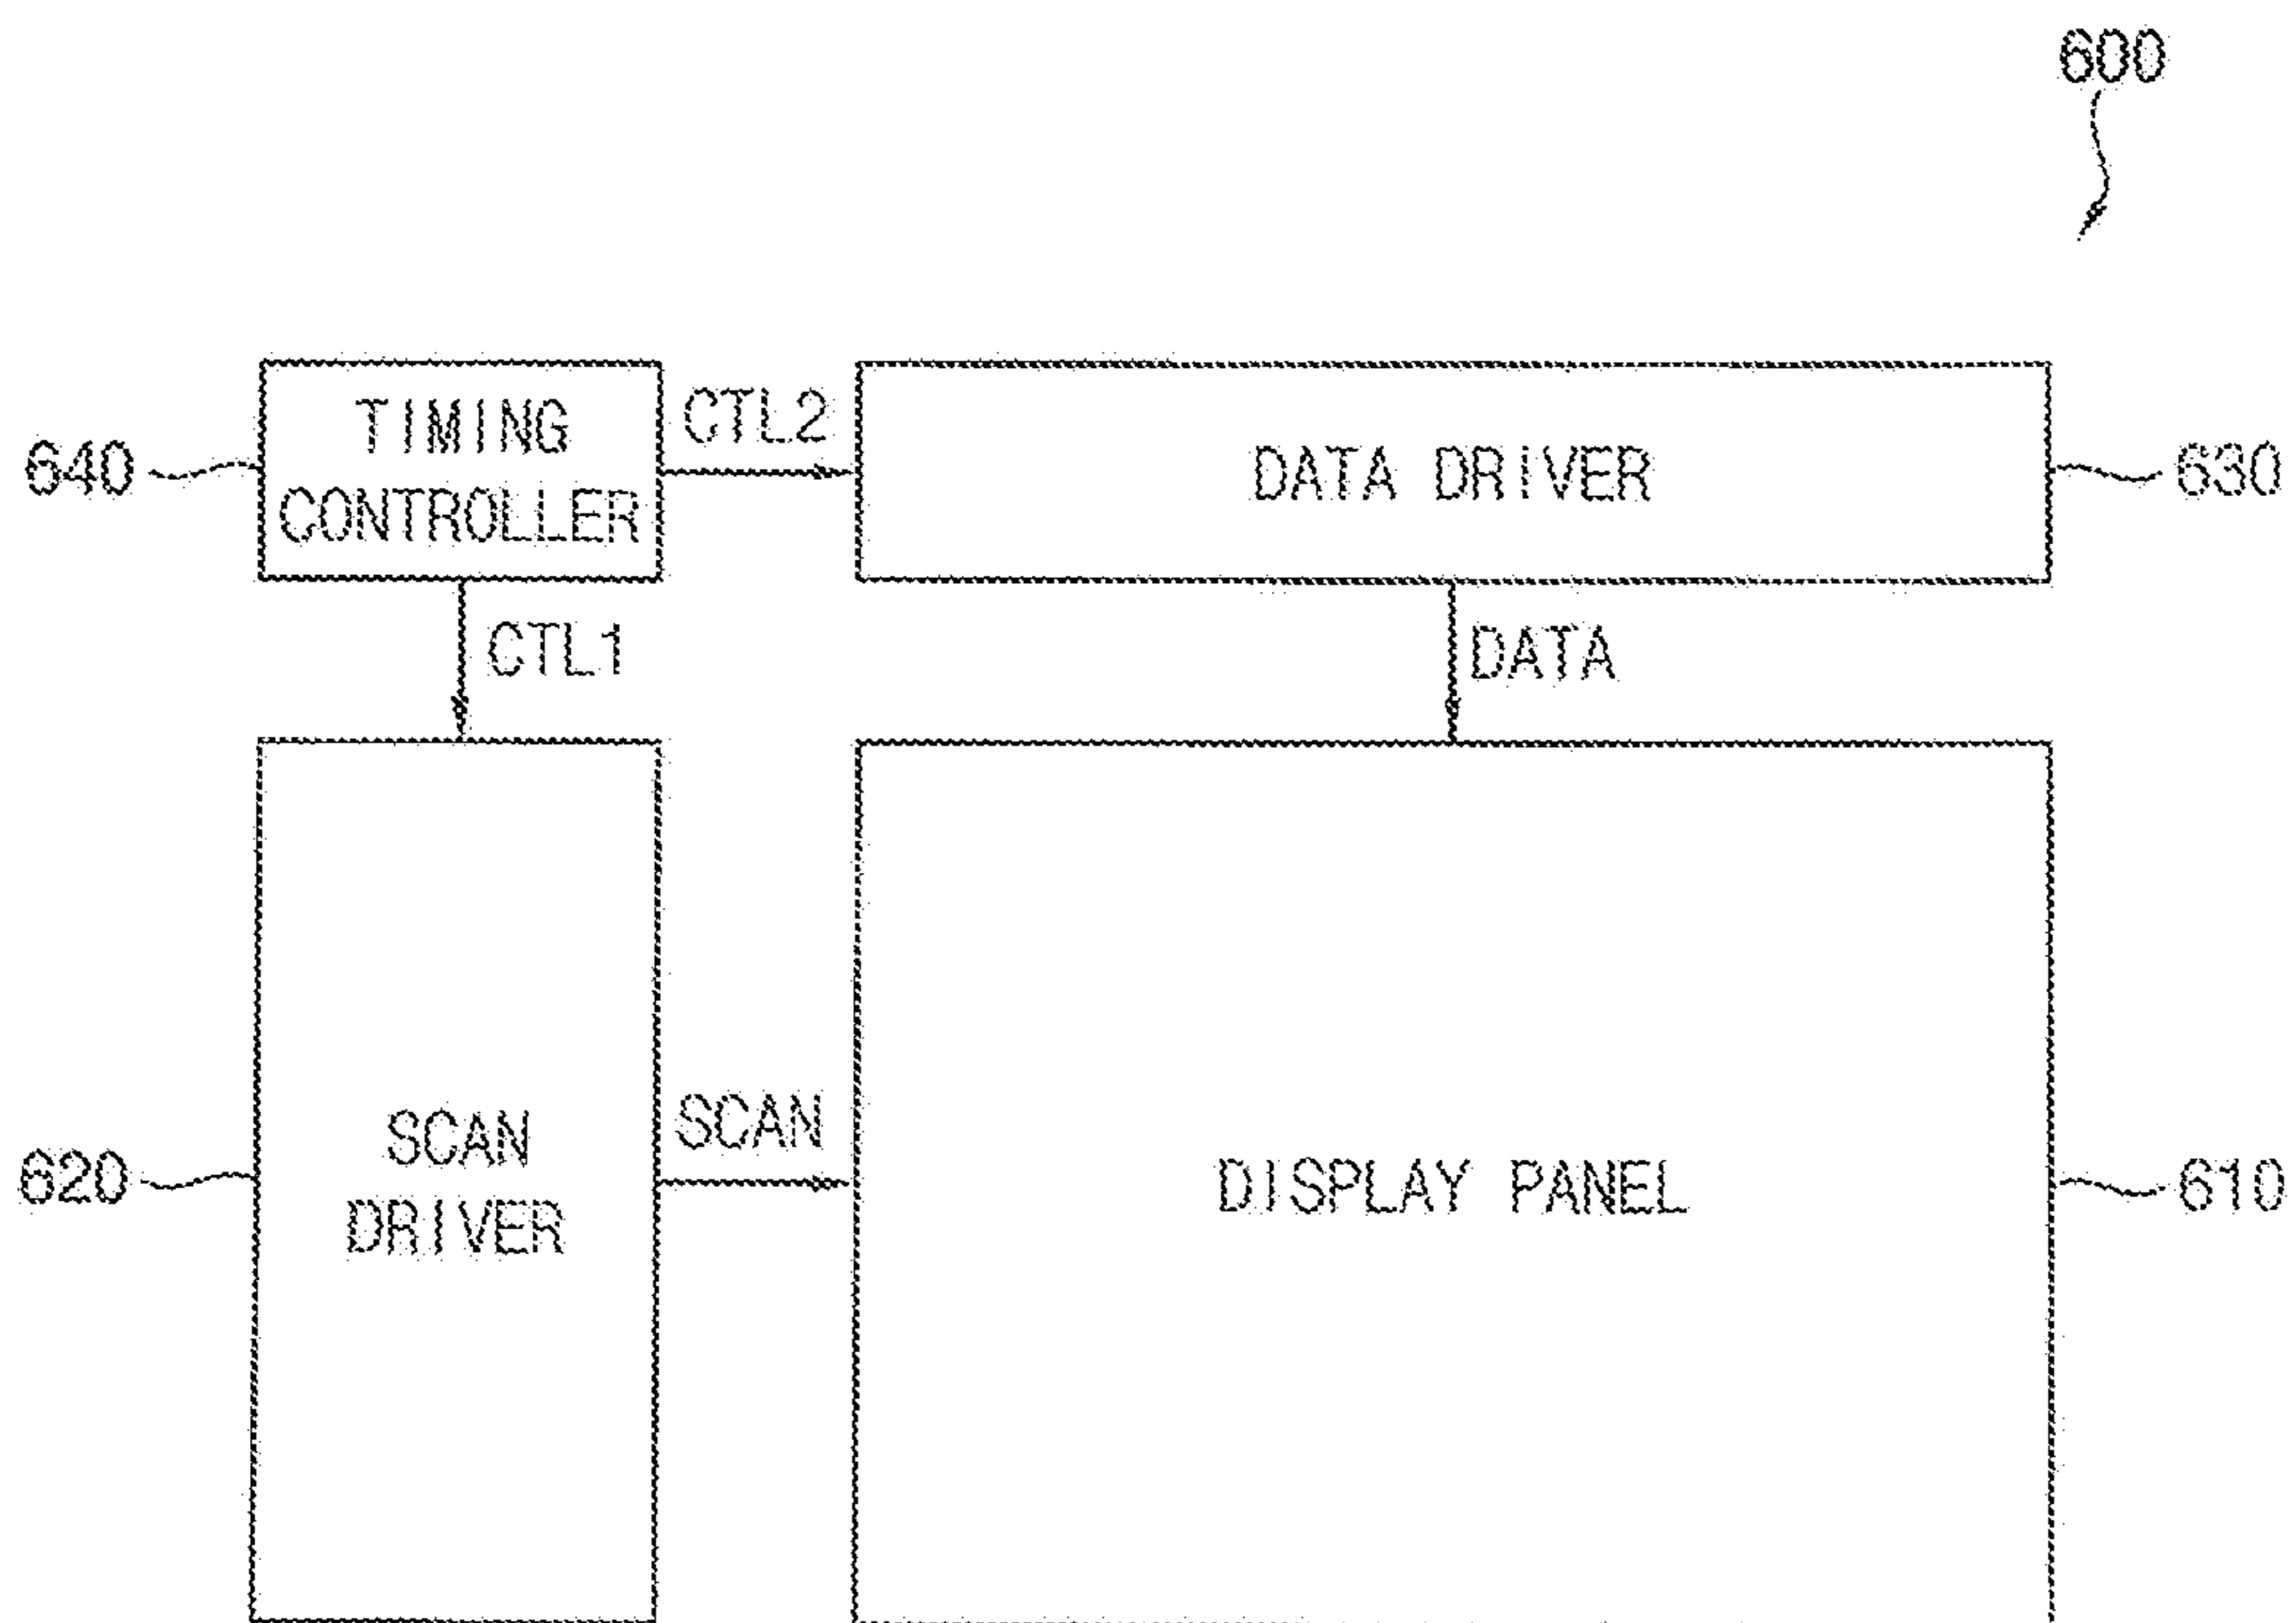 600
TIMING
CONTROLLER
CTL2
DATA DRIVER
640
630
CTL1
DATA
SCAN
DRIVER
SCAN
DISPLAY PANEL
620
610